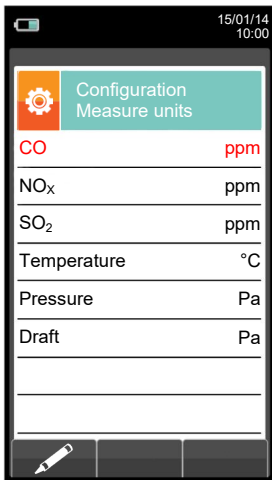 15/01/14
10:00
Configuration
Measure units
CO ppm
NOX ppm
SO2 ppm
Temperature °C
Pressure Pa
Draft Pa